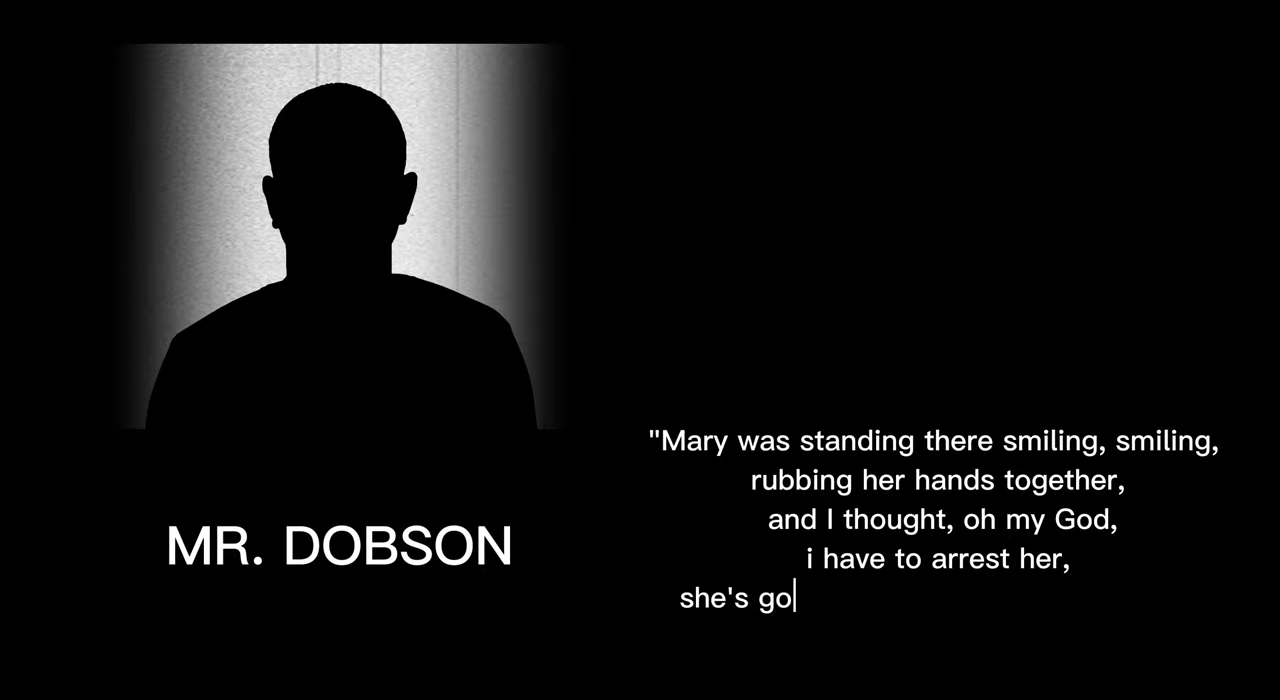 MR. DOBSON
"Mary was standing there smiling, smiling,
rubbing her hands together,
and I thought, oh my God,
i have to arrest her,
she's go